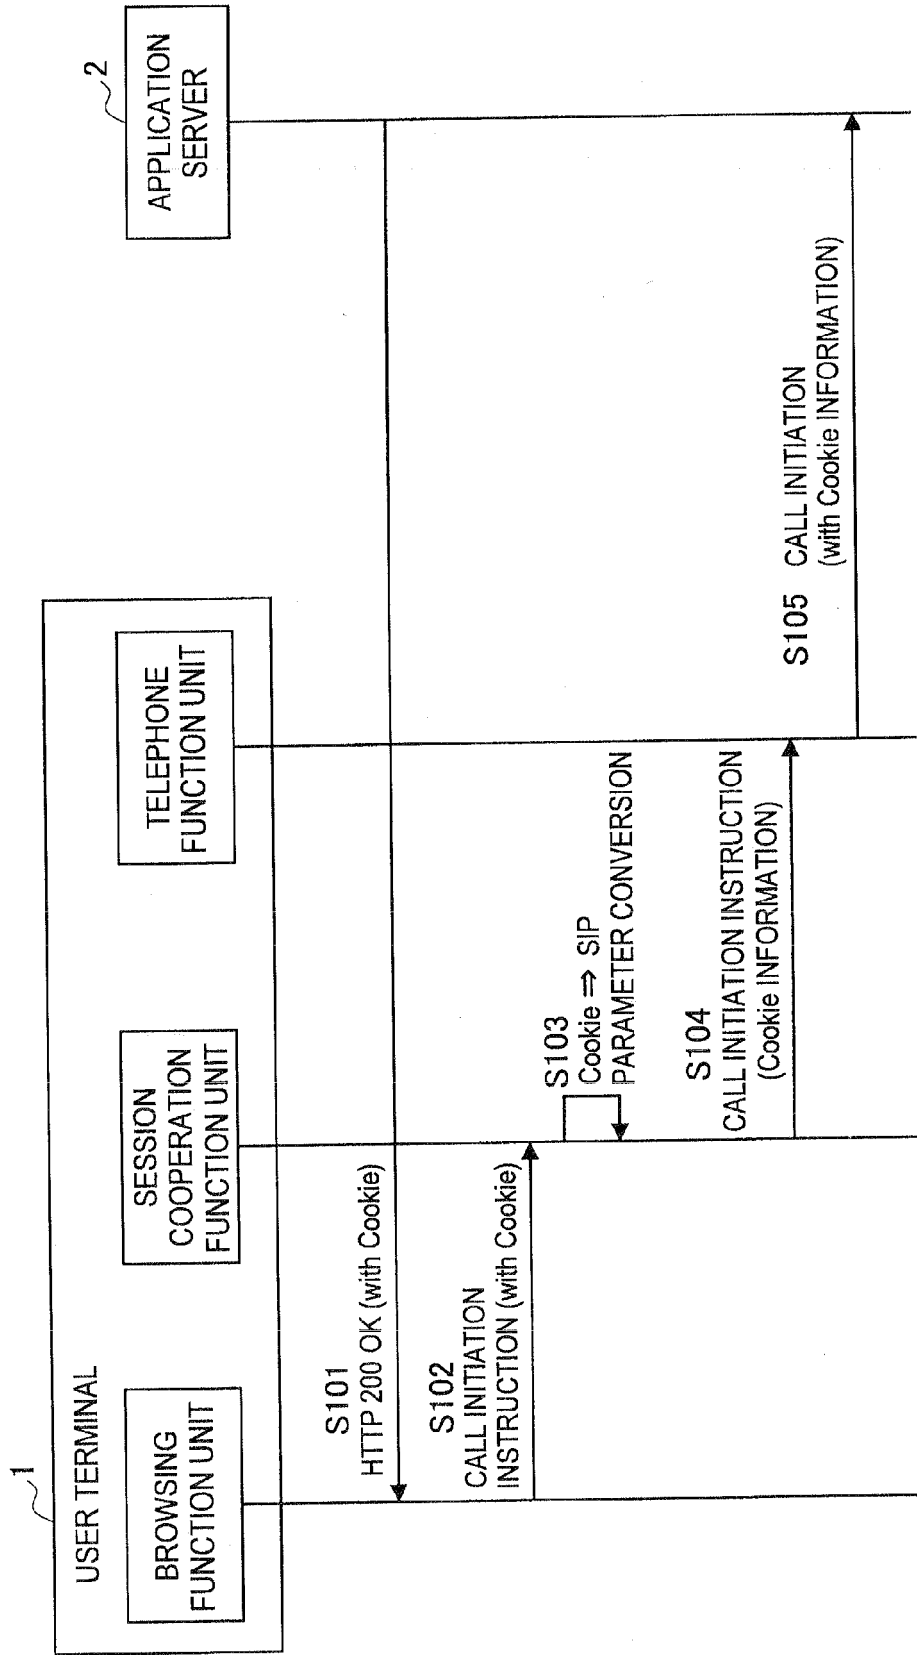 1
USER TERMINAL
BROWSING
FUNCTION UNIT
SESSION
COOPERATION
FUNCTION UNIT
TELEPHONE
FUNCTION UNIT
2
APPLICATION
SERVER
S101
HTTP 200 OK (with Cookie)
S102
CALL INITIATION
INSTRUCTION (with Cookie)
S103
Cookie ⇒ SIP
PARAMETER CONVERSION
S104
CALL INITIATION INSTRUCTION
(Cookie INFORMATION)
S105 CALL INITIATION
(with Cookie INFORMATION)